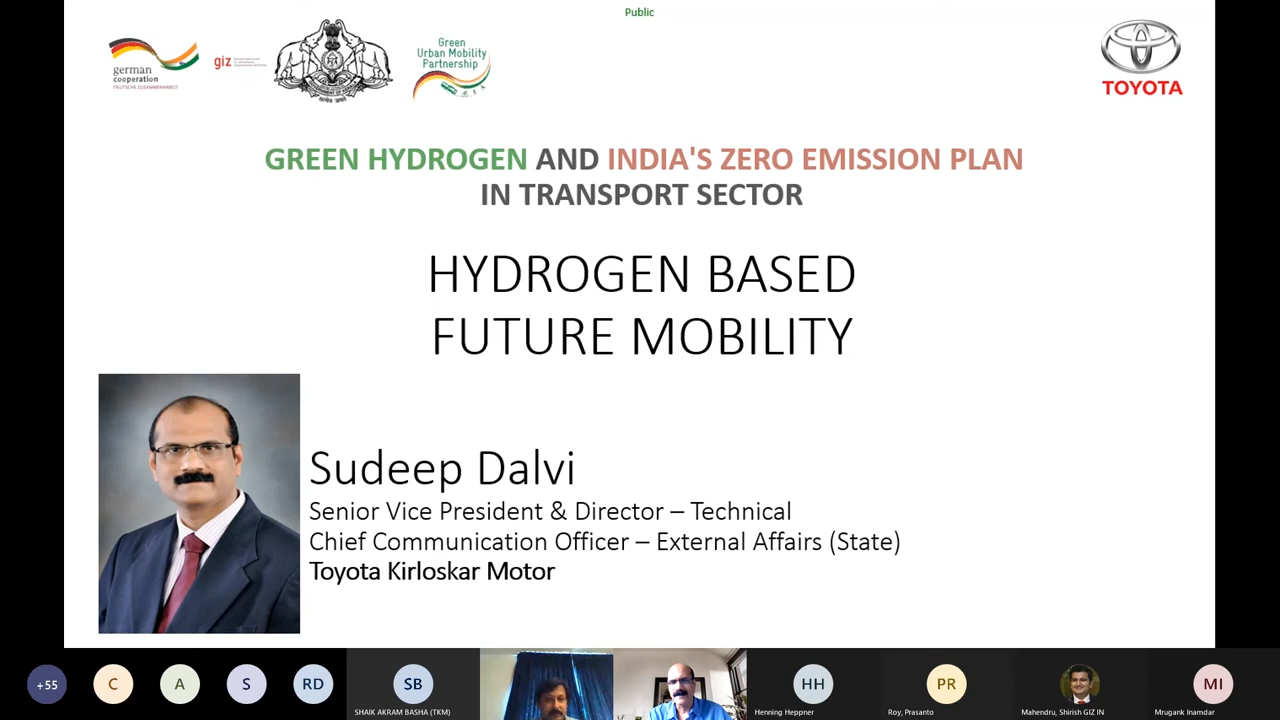 Public
german
cooperation
DEUTSCHE ZUSAMMENARBEIT
giz
Green
Urban Mobility
Partnership
TOYOTA
GREEN HYDROGEN AND INDIA'S ZERO EMISSION PLAN
IN TRANSPORT SECTOR
HYDROGEN BASED
FUTURE MOBILITY
Sudeep Dalvi
Senior Vice President & Director – Technical
Chief Communication Officer – External Affairs (State)
Toyota Kirloskar Motor
+55
C
A
S
RD
SB
HH
PR
MI
SHAIK AKRAM BASHA (TKM)
Henning Heppner
Roy, Prasanto
Mahendru, Shirish GIZ IN
Mrugank Inamdar